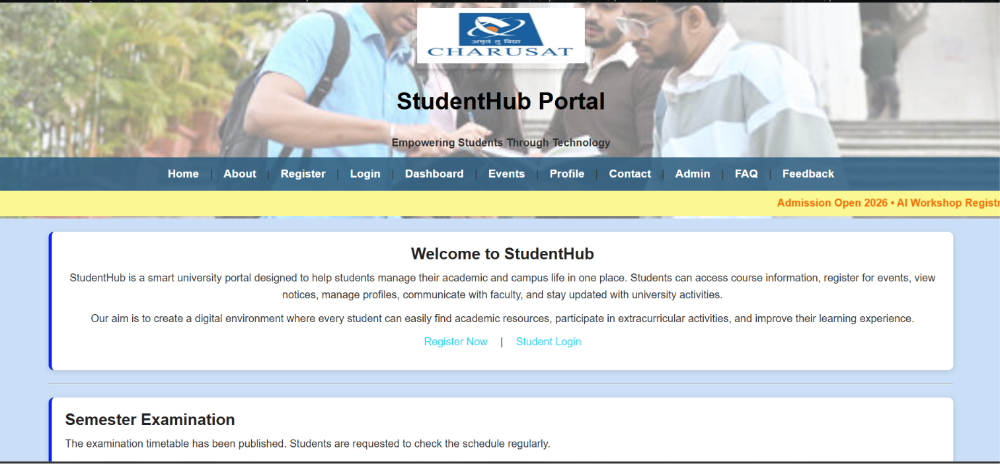 अमृतं तु विद्या
CHARUSAT
StudentHub Portal
Empowering Students Through Technology
Home | About | Register | Login | Dashboard | Events | Profile | Contact | Admin | FAQ | Feedback
Admission Open 2026 • AI Workshop Registr
Welcome to StudentHub
StudentHub is a smart university portal designed to help students manage their academic and campus life in one place. Students can access course information, register for events, view
notices, manage profiles, communicate with faculty, and stay updated with university activities.
Our aim is to create a digital environment where every student can easily find academic resources, participate in extracurricular activities, and improve their learning experience.
Register Now | Student Login
Semester Examination
The examination timetable has been published. Students are requested to check the schedule regularly.